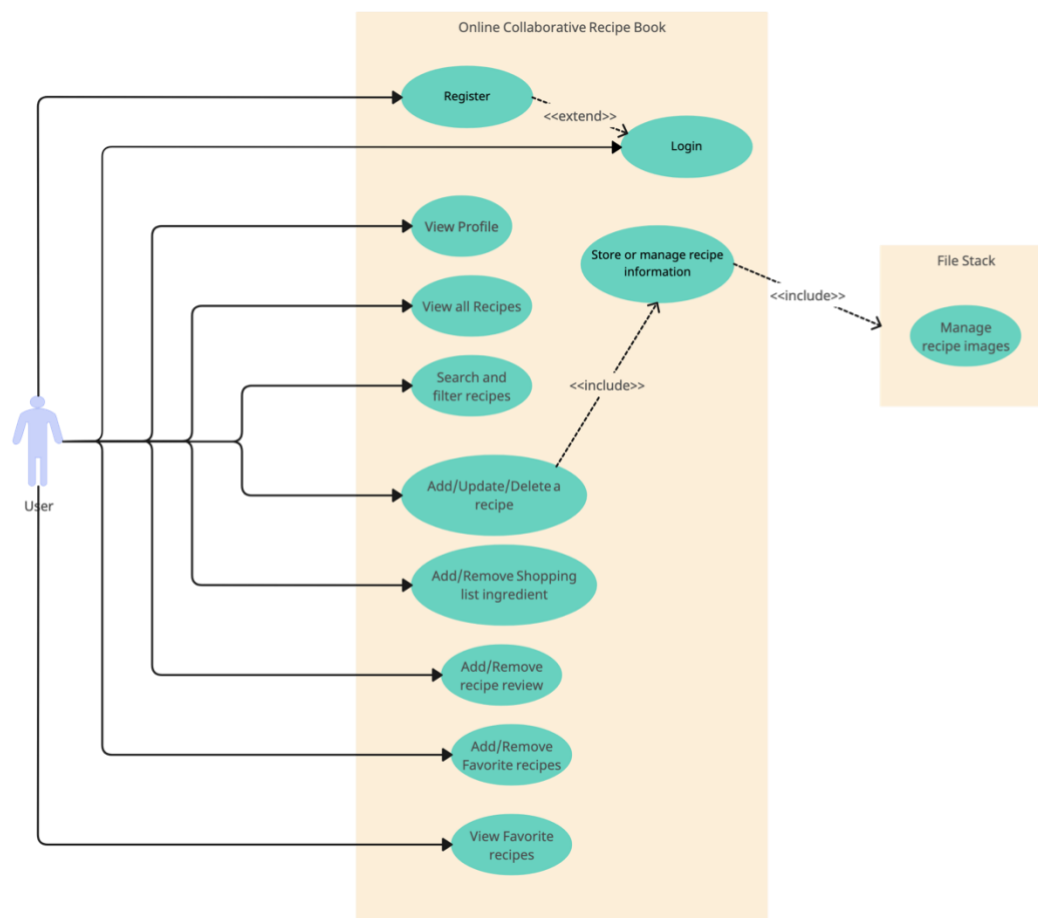 Online Collaborative Recipe Book
Register
<<extend>>
Login
View Profile
Store or manage recipe
information
File Stack
<<include>>
View all Recipes
Manage
recipe images
Search and
filter recipes
<<include>>
Add/Update/Delete a
recipe
User
Add/Remove Shopping
list ingredient
Add/Remove
recipe review
Add/Remove
Favorite recipes
View Favorite
recipes